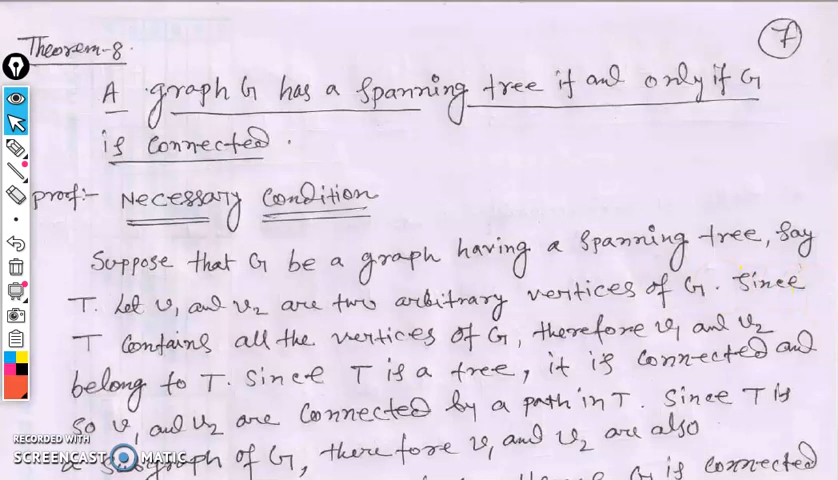 7
Theorem-8.
A graph G has a spanning tree if and only if G
is connected.
proof:- Necessary Condition
Suppose that G be a graph having a spanning tree, say
T. Let v1 and v2 are two arbitrary vertices of G. Since
T contains all the vertices of G, therefore v1 and v2
belong to T. Since T is a tree, it is connected and
so v1 and v2 are connected by a path in T. Since T is
a subgraph of G, therefore v1 and v2 are also
Hence G is connected
RECORDED WITH
SCREENCAST MATIC